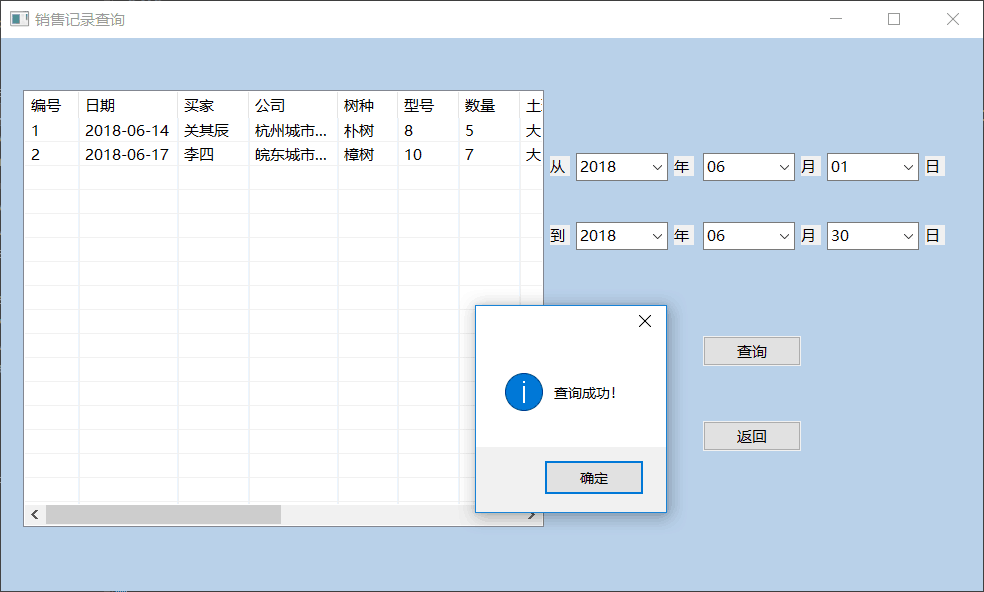 销售记录查询
编号 日期 买家 公司 树种 型号 数量 土
1 2018-06-14 关其辰 杭州城市... 朴树 8 5 大
2 2018-06-17 李四 皖东城市... 樟树 10 7 大
从 2018 年 06 月 01 日
到 2018 年 06 月 30 日
查询
查询成功!
返回
确定